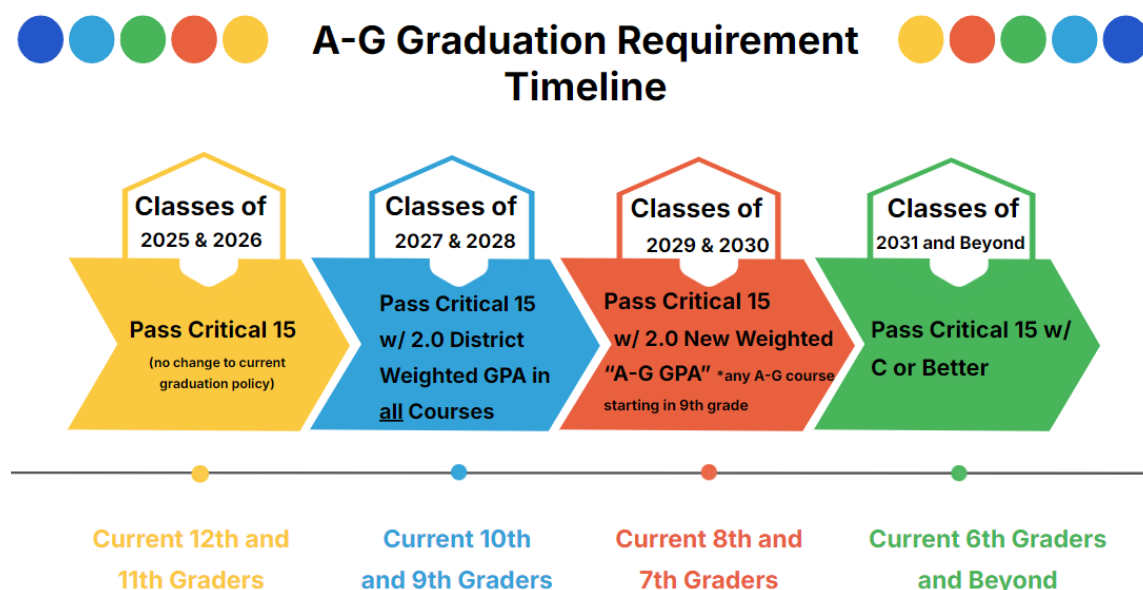 A-G Graduation Requirement
Timeline
Classes of
2025 & 2026
Pass Critical 15
(no change to current
graduation policy)
Classes of
2027 & 2028
Pass Critical 15
w/ 2.0 District
Weighted GPA in
all Courses
Classes of
2029 & 2030
Pass Critical 15
w/ 2.0 New Weighted
“A-G GPA” *any A-G course
starting in 9th grade
Classes of
2031 and Beyond
Pass Critical 15 w/
C or Better
Current 12th and
11th Graders
Current 10th
and 9th Graders
Current 8th and
7th Graders
Current 6th Graders
and Beyond